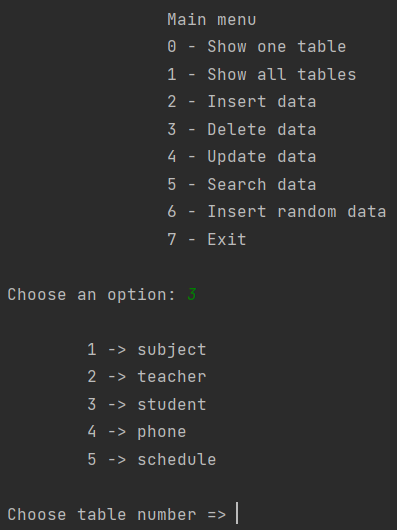 Main menu
0 - Show one table
1 - Show all tables
2 - Insert data
3 - Delete data
4 - Update data
5 - Search data
6 - Insert random data
7 - Exit
Choose an option: 3
1 -> subject
2 -> teacher
3 -> student
4 -> phone
5 -> schedule
Choose table number =>